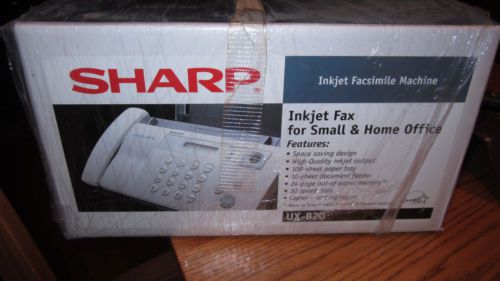 SHARP
Inkjet Facsimile Machine
Inkjet Fax
for Small & Home Office
Features:
• Space saving design
• High-Quality inkjet output
• 100-sheet paper tray
• 10-sheet document feeder
• 24-page out-of-paper memory*
• 50 speed dials
• Copier
UX-B20